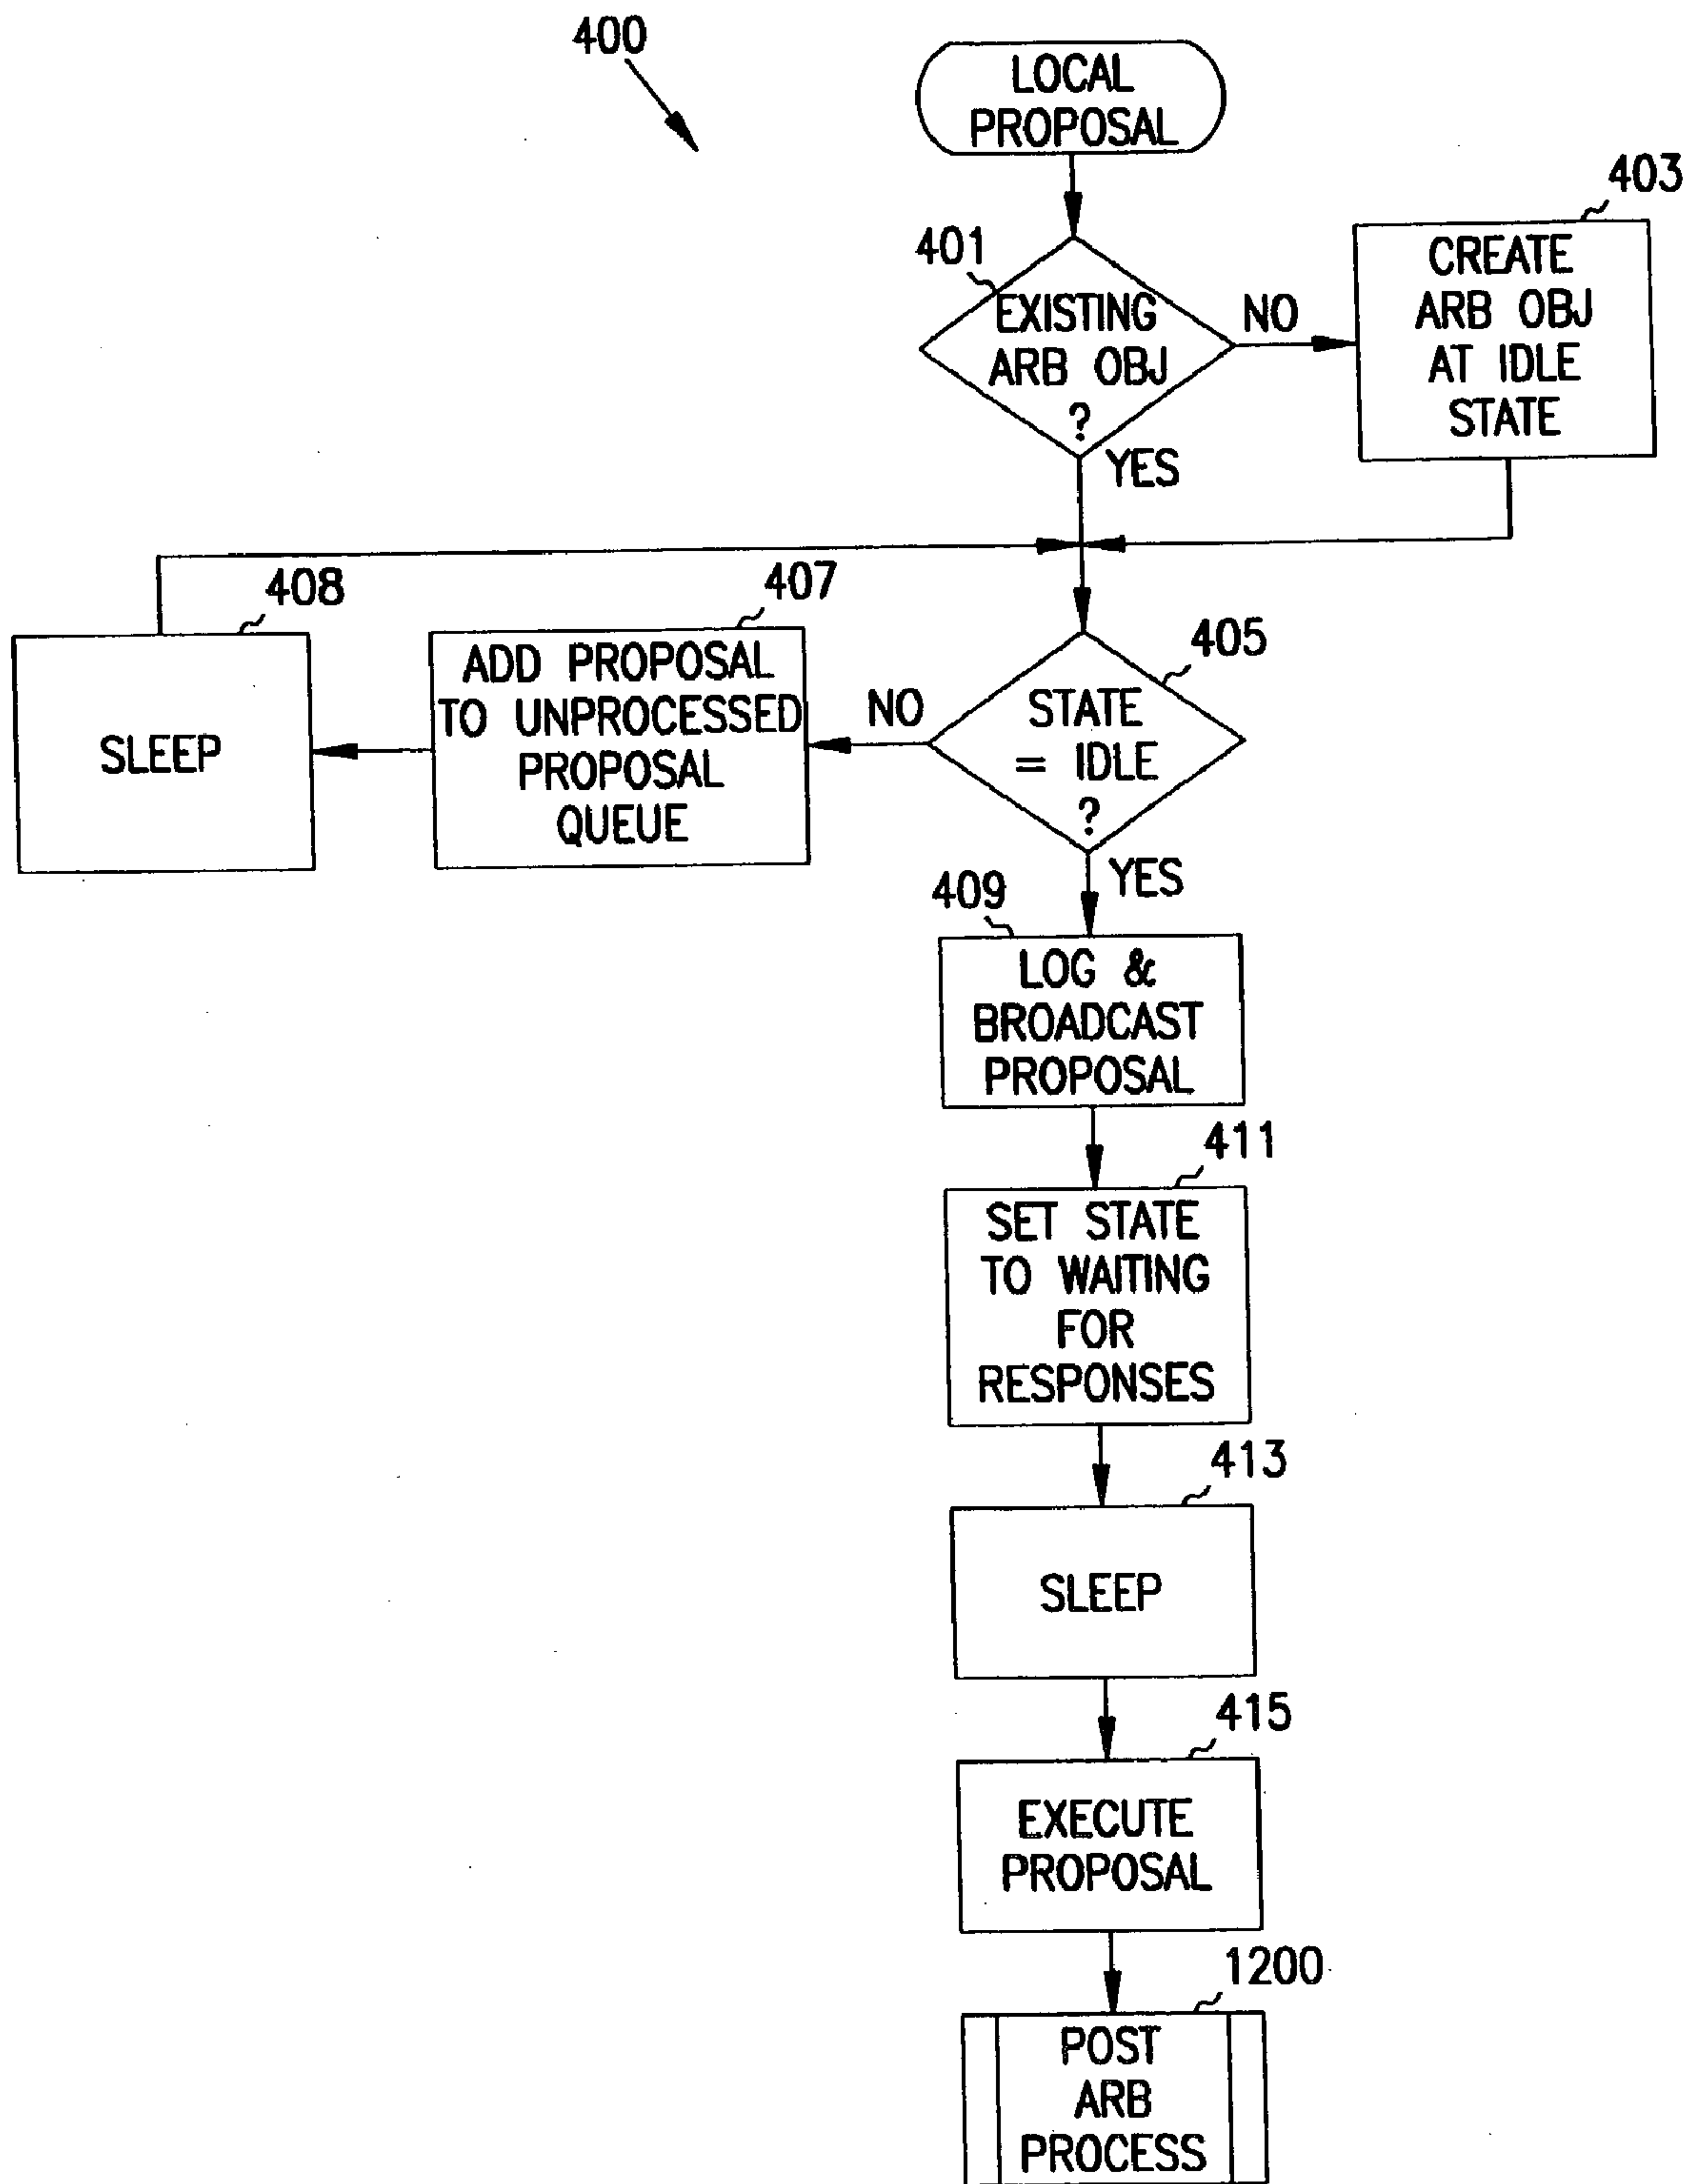 400
LOCAL
PROPOSAL
401
EXISTING
ARB OBJ
?
NO
YES
403
CREATE
ARB OBJ
AT IDLE
STATE
408
SLEEP
407
ADD PROPOSAL
TO UNPROCESSED
PROPOSAL
QUEUE
NO
405
STATE
= IDLE
?
YES
409
LOG &
BROADCAST
PROPOSAL
411
SET STATE
TO WAITING
FOR
RESPONSES
413
SLEEP
415
EXECUTE
PROPOSAL
1200
POST
ARB
PROCESS